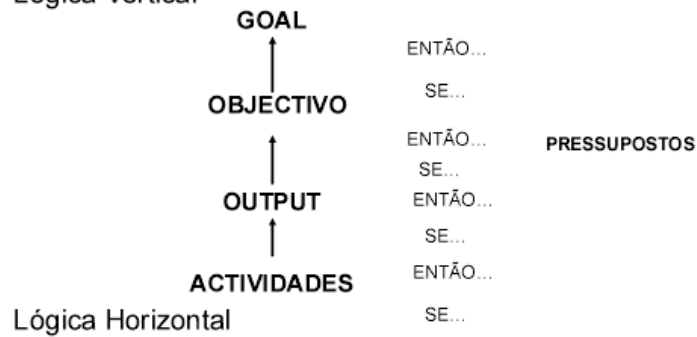 Lógica Vertical
GOAL
ENTÃO...
SE...
OBJECTIVO
ENTÃO...
PRESSUPOSTOS
SE...
OUTPUT
ENTÃO...
SE...
ENTÃO...
ACTIVIDADES
Lógica Horizontal
SE...